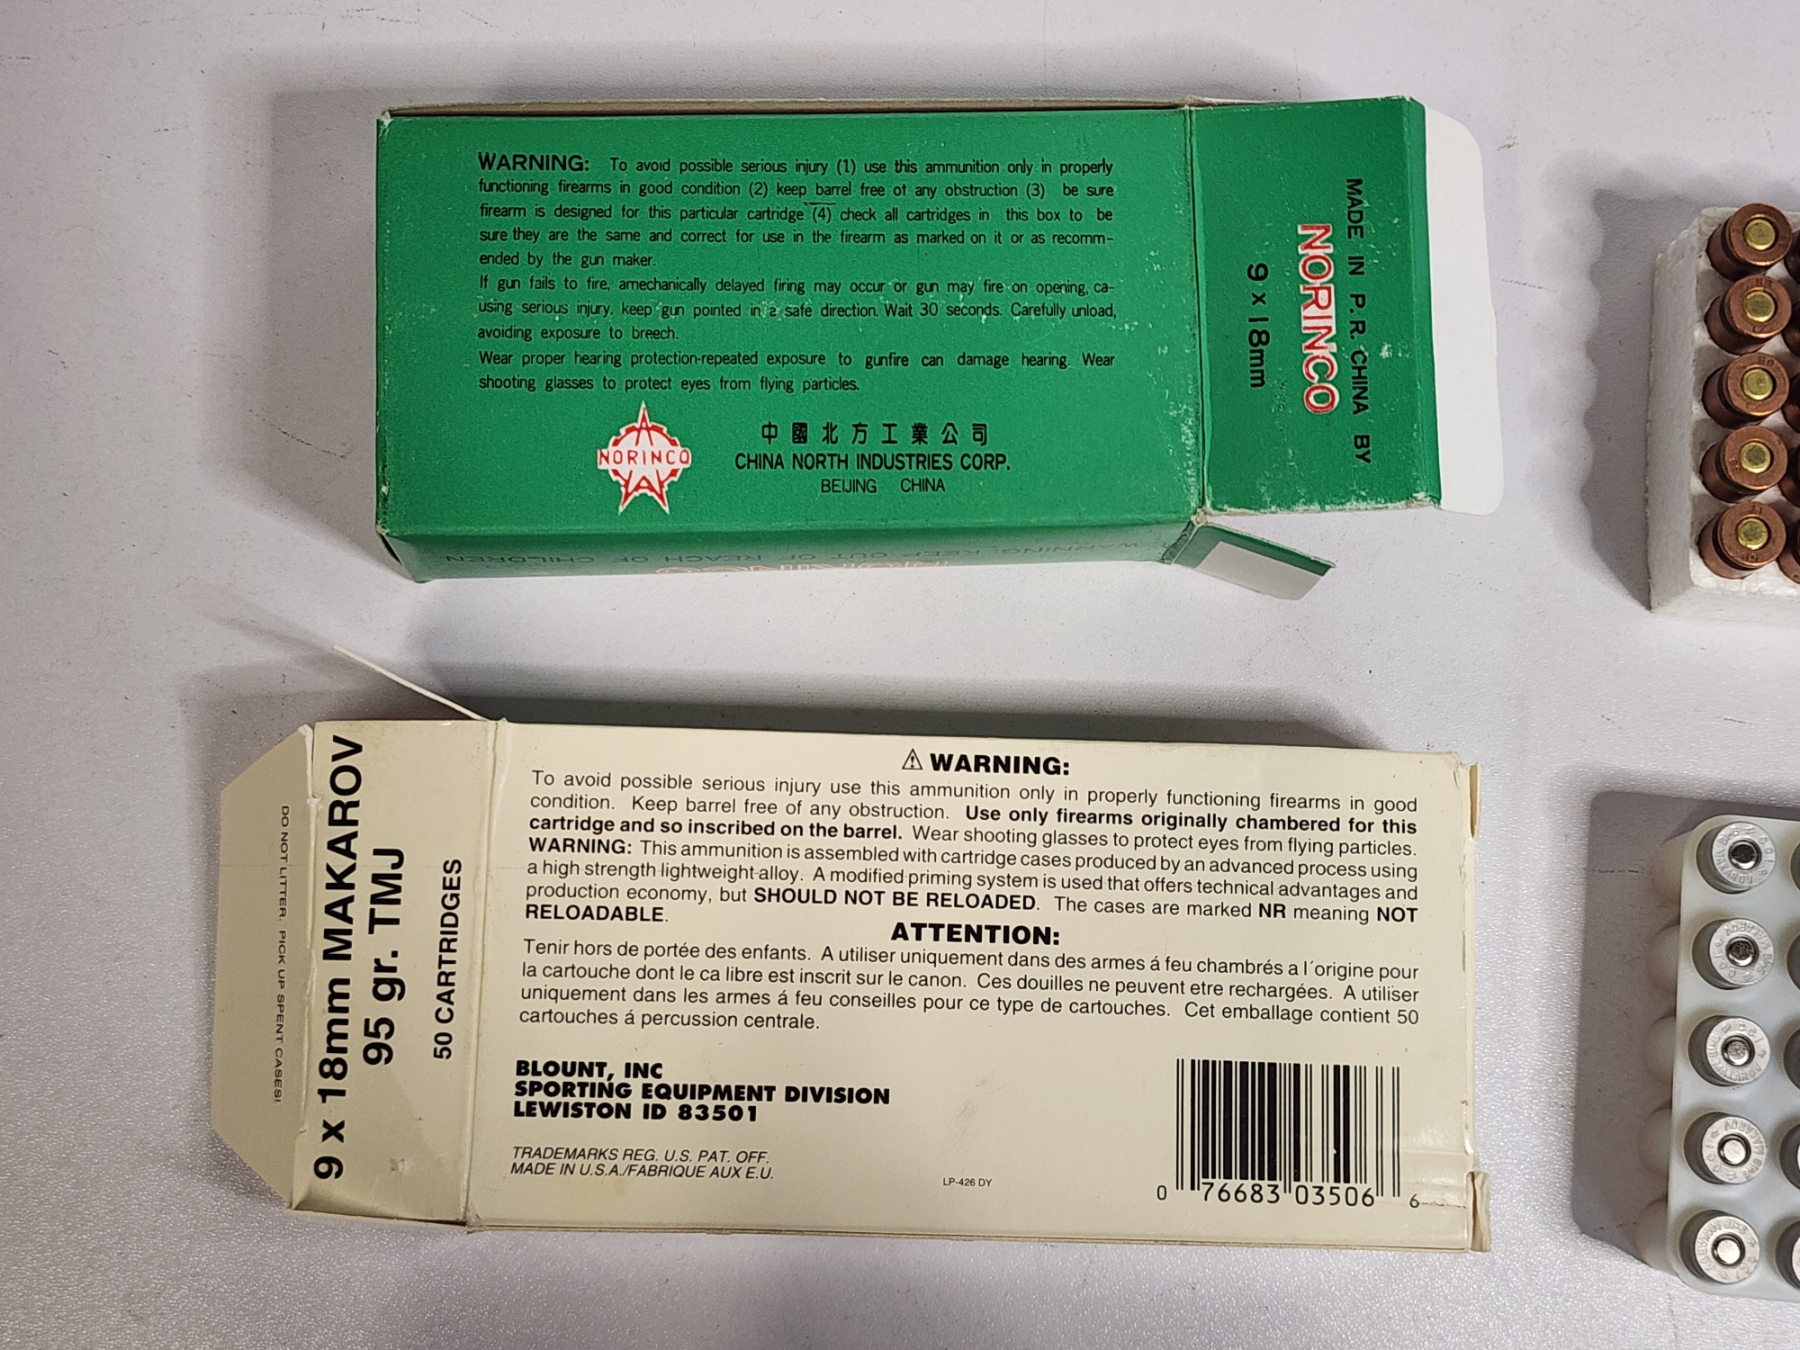 WARNING: To avoid possible serious injury (1) use this ammunition only in properly
functioning firearms in good condition (2) keep barrel free of any obstruction (3) be sure
firearm is designed for this particular cartridge (4) check all cartridges in this box to be
sure they are the same and correct for use in the firearm as marked on it or as recomm-
ended by the gun maker.
If gun fails to fire, amechanically delayed firing may occur or gun may fire on opening, ca-
using serious injury. keep gun pointed in a safe direction. Wait 30 seconds. Carefully unload,
avoiding exposure to breech.
Wear proper hearing protection-repeated exposure to gunfire can damage hearing. Wear
shooting glasses to protect eyes from flying particles.
NORINCO
中國北方工業公司
CHINA NORTH INDUSTRIES CORP.
BEIJING CHINA
MADE IN P.R. CHINA BY
NORINCO
9 x 18mm
WARNING: KEEP OUT OF REACH OF CHILDREN
NORINCO
DO NOT LITTER. PICK UP SPENT CASES!
9 x 18mm MAKAROV
95 gr. TMJ
50 CARTRIDGES
⚠ WARNING:
To avoid possible serious injury use this ammunition only in properly functioning firearms in good
condition. Keep barrel free of any obstruction. Use only firearms originally chambered for this
cartridge and so inscribed on the barrel. Wear shooting glasses to protect eyes from flying particles.
WARNING: This ammunition is assembled with cartridge cases produced by an advanced process using
a high strength lightweight alloy. A modified priming system is used that offers technical advantages and
production economy, but SHOULD NOT BE RELOADED. The cases are marked NR meaning NOT
RELOADABLE.
ATTENTION:
Tenir hors de portée des enfants. A utiliser uniquement dans des armes á feu chambrés a l´origine pour
la cartouche dont le ca libre est inscrit sur le canon. Ces douilles ne peuvent etre rechargées. A utiliser
uniquement dans les armes á feu conseilles pour ce type de cartouches. Cet emballage contient 50
cartouches á percussion centrale.
BLOUNT, INC
SPORTING EQUIPMENT DIVISION
LEWISTON ID 83501
TRADEMARKS REG. U.S. PAT. OFF.
MADE IN U.S.A./FABRIQUE AUX E.U.
LP-426 DY
0 76683 03506 6